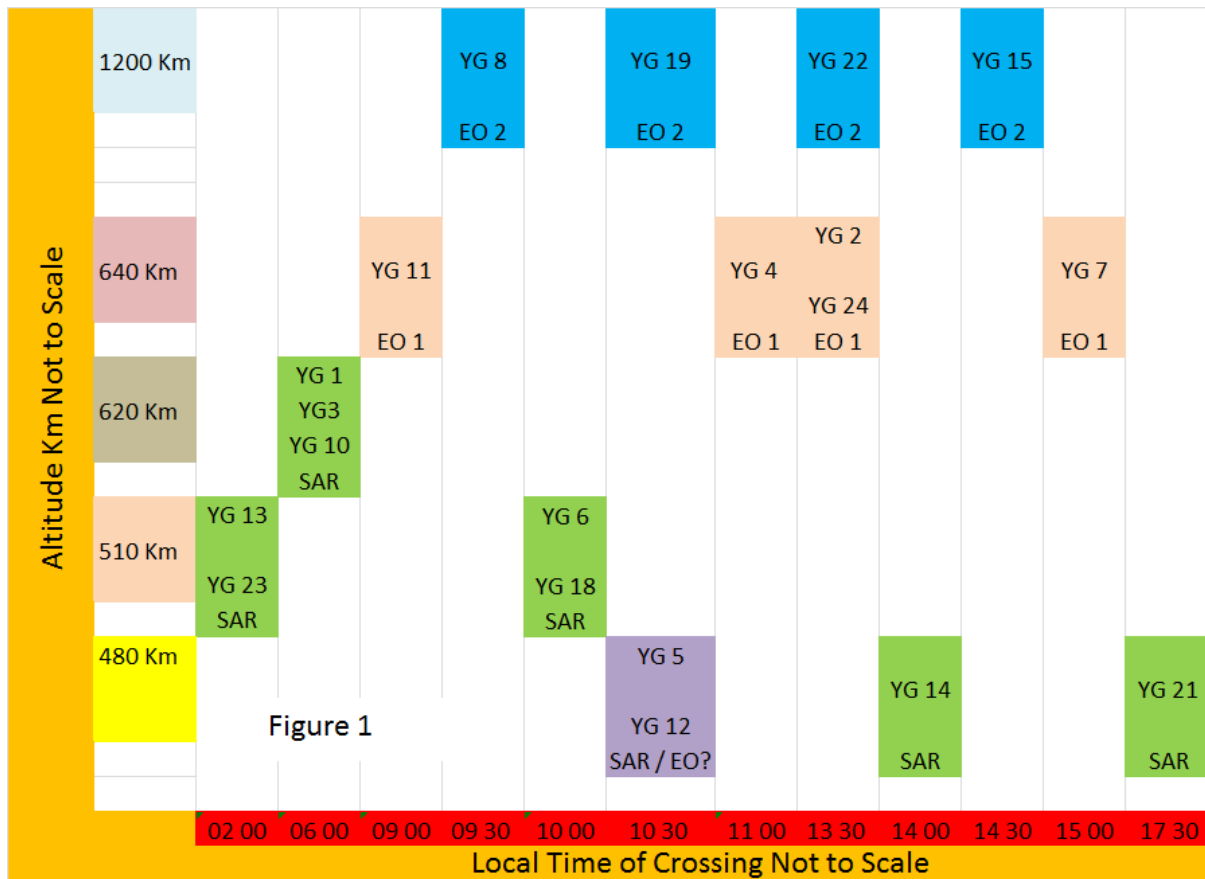 Altitude Km Not to Scale
1200 Km
YG 8
EO 2
YG 19
EO 2
YG 22
EO 2
YG 15
EO 2
640 Km
YG 11
EO 1
YG 4
EO 1
YG 2
YG 24
EO 1
YG 7
EO 1
620 Km
YG 1
YG3
YG 10
SAR
510 Km
YG 13
YG 23
SAR
YG 6
YG 18
SAR
480 Km
YG 5
YG 12
SAR / EO?
YG 14
SAR
YG 21
SAR
Figure 1
02 00 06 00 09 00 09 30 10 00 10 30 11 00 13 30 14 00 14 30 15 00 17 30
Local Time of Crossing Not to Scale